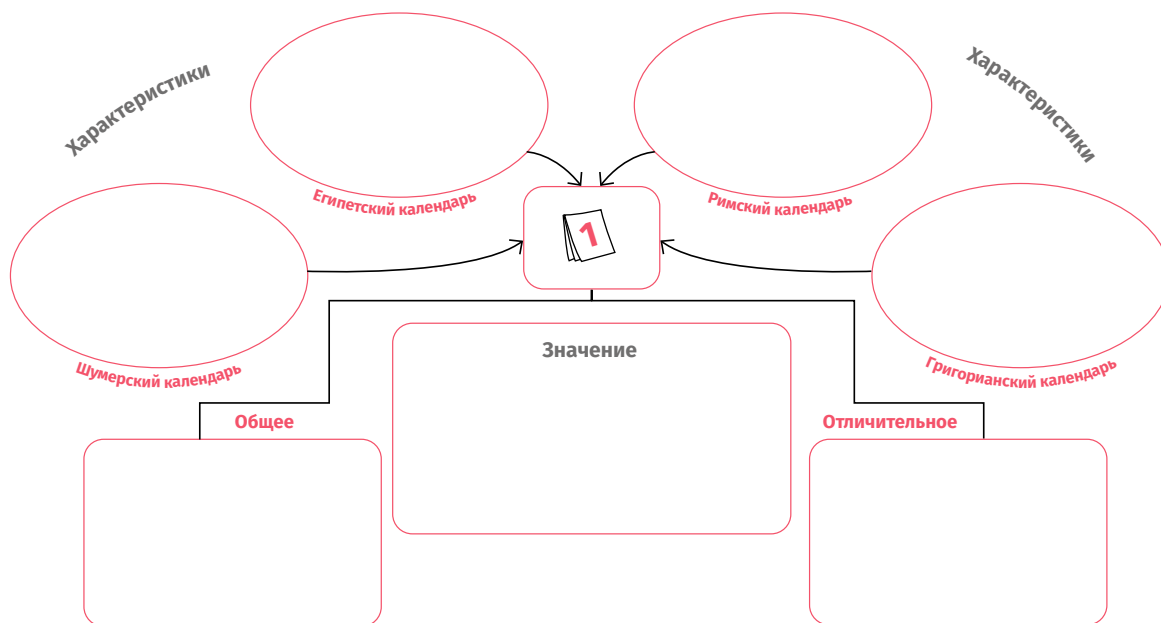 Характеристики
Характеристики
Египетский календарь
Римский календарь
1
Шумерский календарь
Григорианский календарь
Значение
Общее
Отличительное